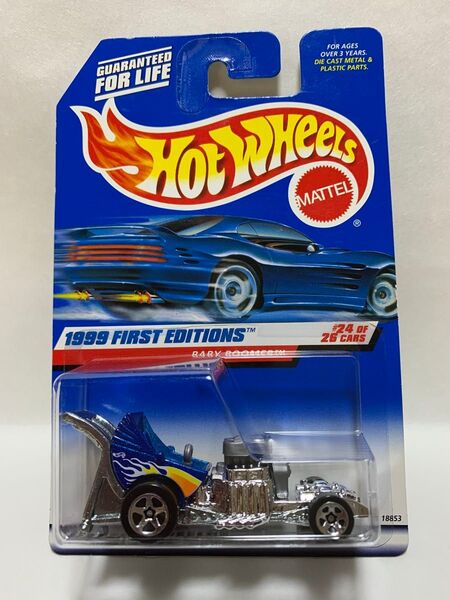 GUARANTEED
FOR LIFE
FOR AGES
OVER 3 YEARS.
DIE CAST METAL &
PLASTIC PARTS.
HOT WHEELS
MATTEL
®
1999 FIRST EDITIONS™
#24 OF
26 CARS
BABY BOOMER™
18853